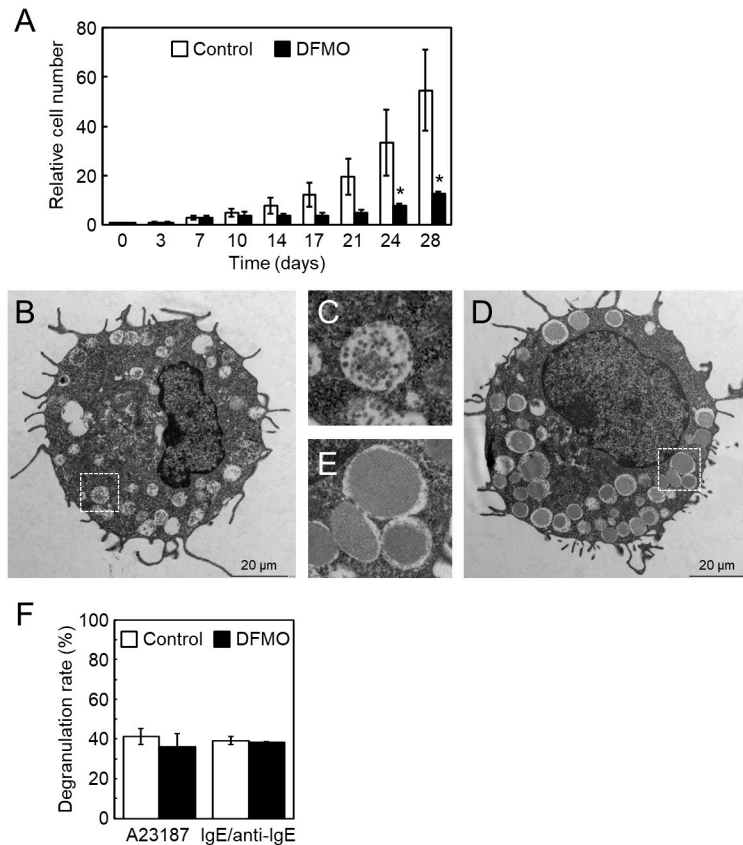 A
80
60
40
20
0
Relative cell number
Control DFMO
* *
0 3 7 10 14 17 21 24 28
Time (days)
B
20 μm
C
E
D
20 μm
F
100
80
60
40
20
0
Degranulation rate (%)
Control DFMO
A23187 IgE/anti-IgE